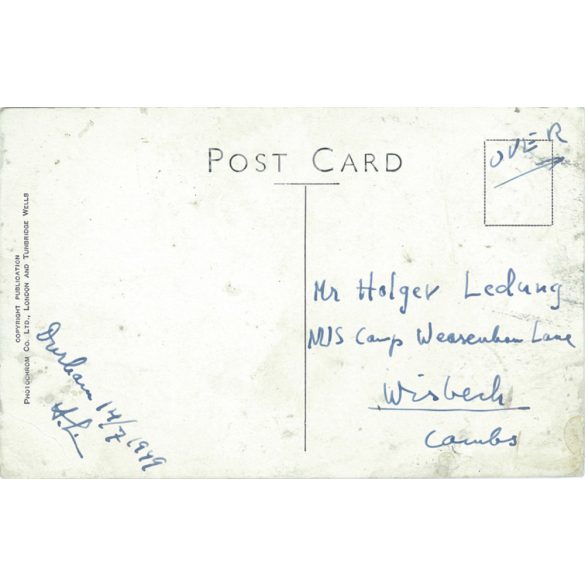 POST CARD
OVER
COPYRIGHT PUBLICATION
PHOTOCHROM CO. LTD., LONDON AND TUNBRIDGE WELLS
Durham 14/7 1949
Mr Holger Ledung
Camp Weasenham Lane
Wisbech
Cambs